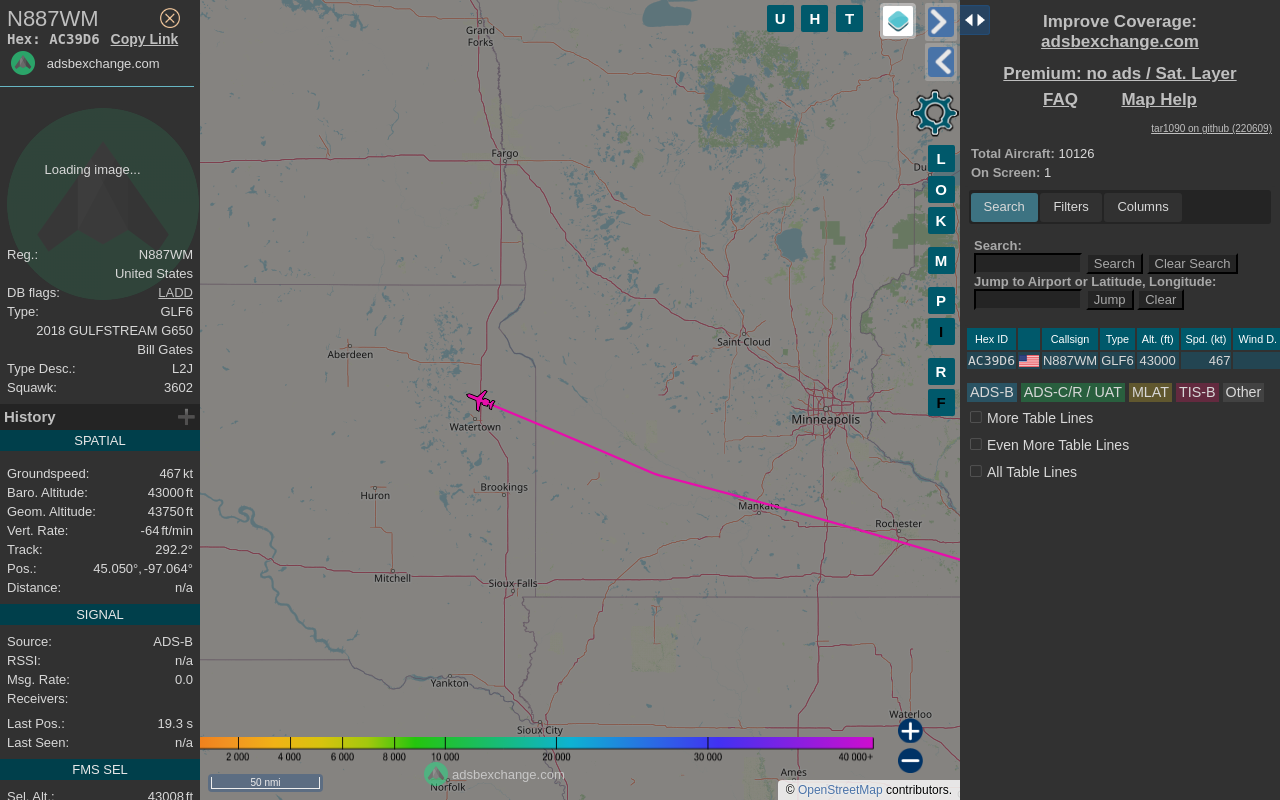 N887WM
Hex: AC39D6 Copy Link
adsbexchange.com
Loading image...
Reg.: N887WM
United States
DB flags: LADD
Type: GLF6
2018 GULFSTREAM G650
Bill Gates
Type Desc.: L2J
Squawk: 3602
History
SPATIAL
Groundspeed: 467 kt
Baro. Altitude: 43000 ft
Geom. Altitude: 43750 ft
Vert. Rate: -64 ft/min
Track: 292.2°
Pos.: 45.050°, -97.064°
Distance: n/a
SIGNAL
Source: ADS-B
RSSI: n/a
Msg. Rate: 0.0
Receivers:
Last Pos.: 19.3 s
Last Seen: n/a
FMS SEL
Sel. Alt.: 43008 ft
U H T
Grand
Forks
Fargo
Saint Cloud
Aberdeen
Minneapolis
Watertown
Brookings
Huron
Mankato
Rochester
Mitchell
Sioux Falls
Yankton
Waterloo
Sioux City
Ames
Norfolk
L
O
K
M
P
I
R
F
2 000 4 000 6 000 8 000 10 000 20 000 30 000 40 000+
50 nmi
adsbexchange.com
© OpenStreetMap contributors.
Improve Coverage:
adsbexchange.com
Premium: no ads / Sat. Layer
FAQ Map Help
tar1090 on github (220609)
Total Aircraft: 10126
On Screen: 1
Search Filters Columns
Search:
Search Clear Search
Jump to Airport or Latitude, Longitude:
Jump Clear
Hex ID Callsign Type Alt. (ft) Spd. (kt) Wind D.
AC39D6 N887WM GLF6 43000 467
ADS-B ADS-C/R / UAT MLAT TIS-B Other
More Table Lines
Even More Table Lines
All Table Lines